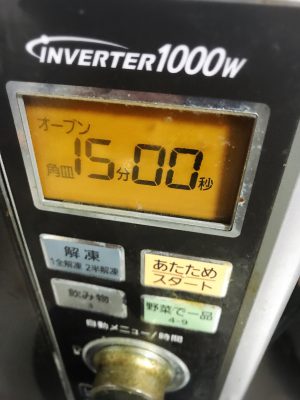 INVERTER1000W
オーブン
角皿 15分00秒
解凍
1全解凍 2半解凍
あたため
スタート
飲み物
3
野菜で一品
4-9
自動メニュー/時間